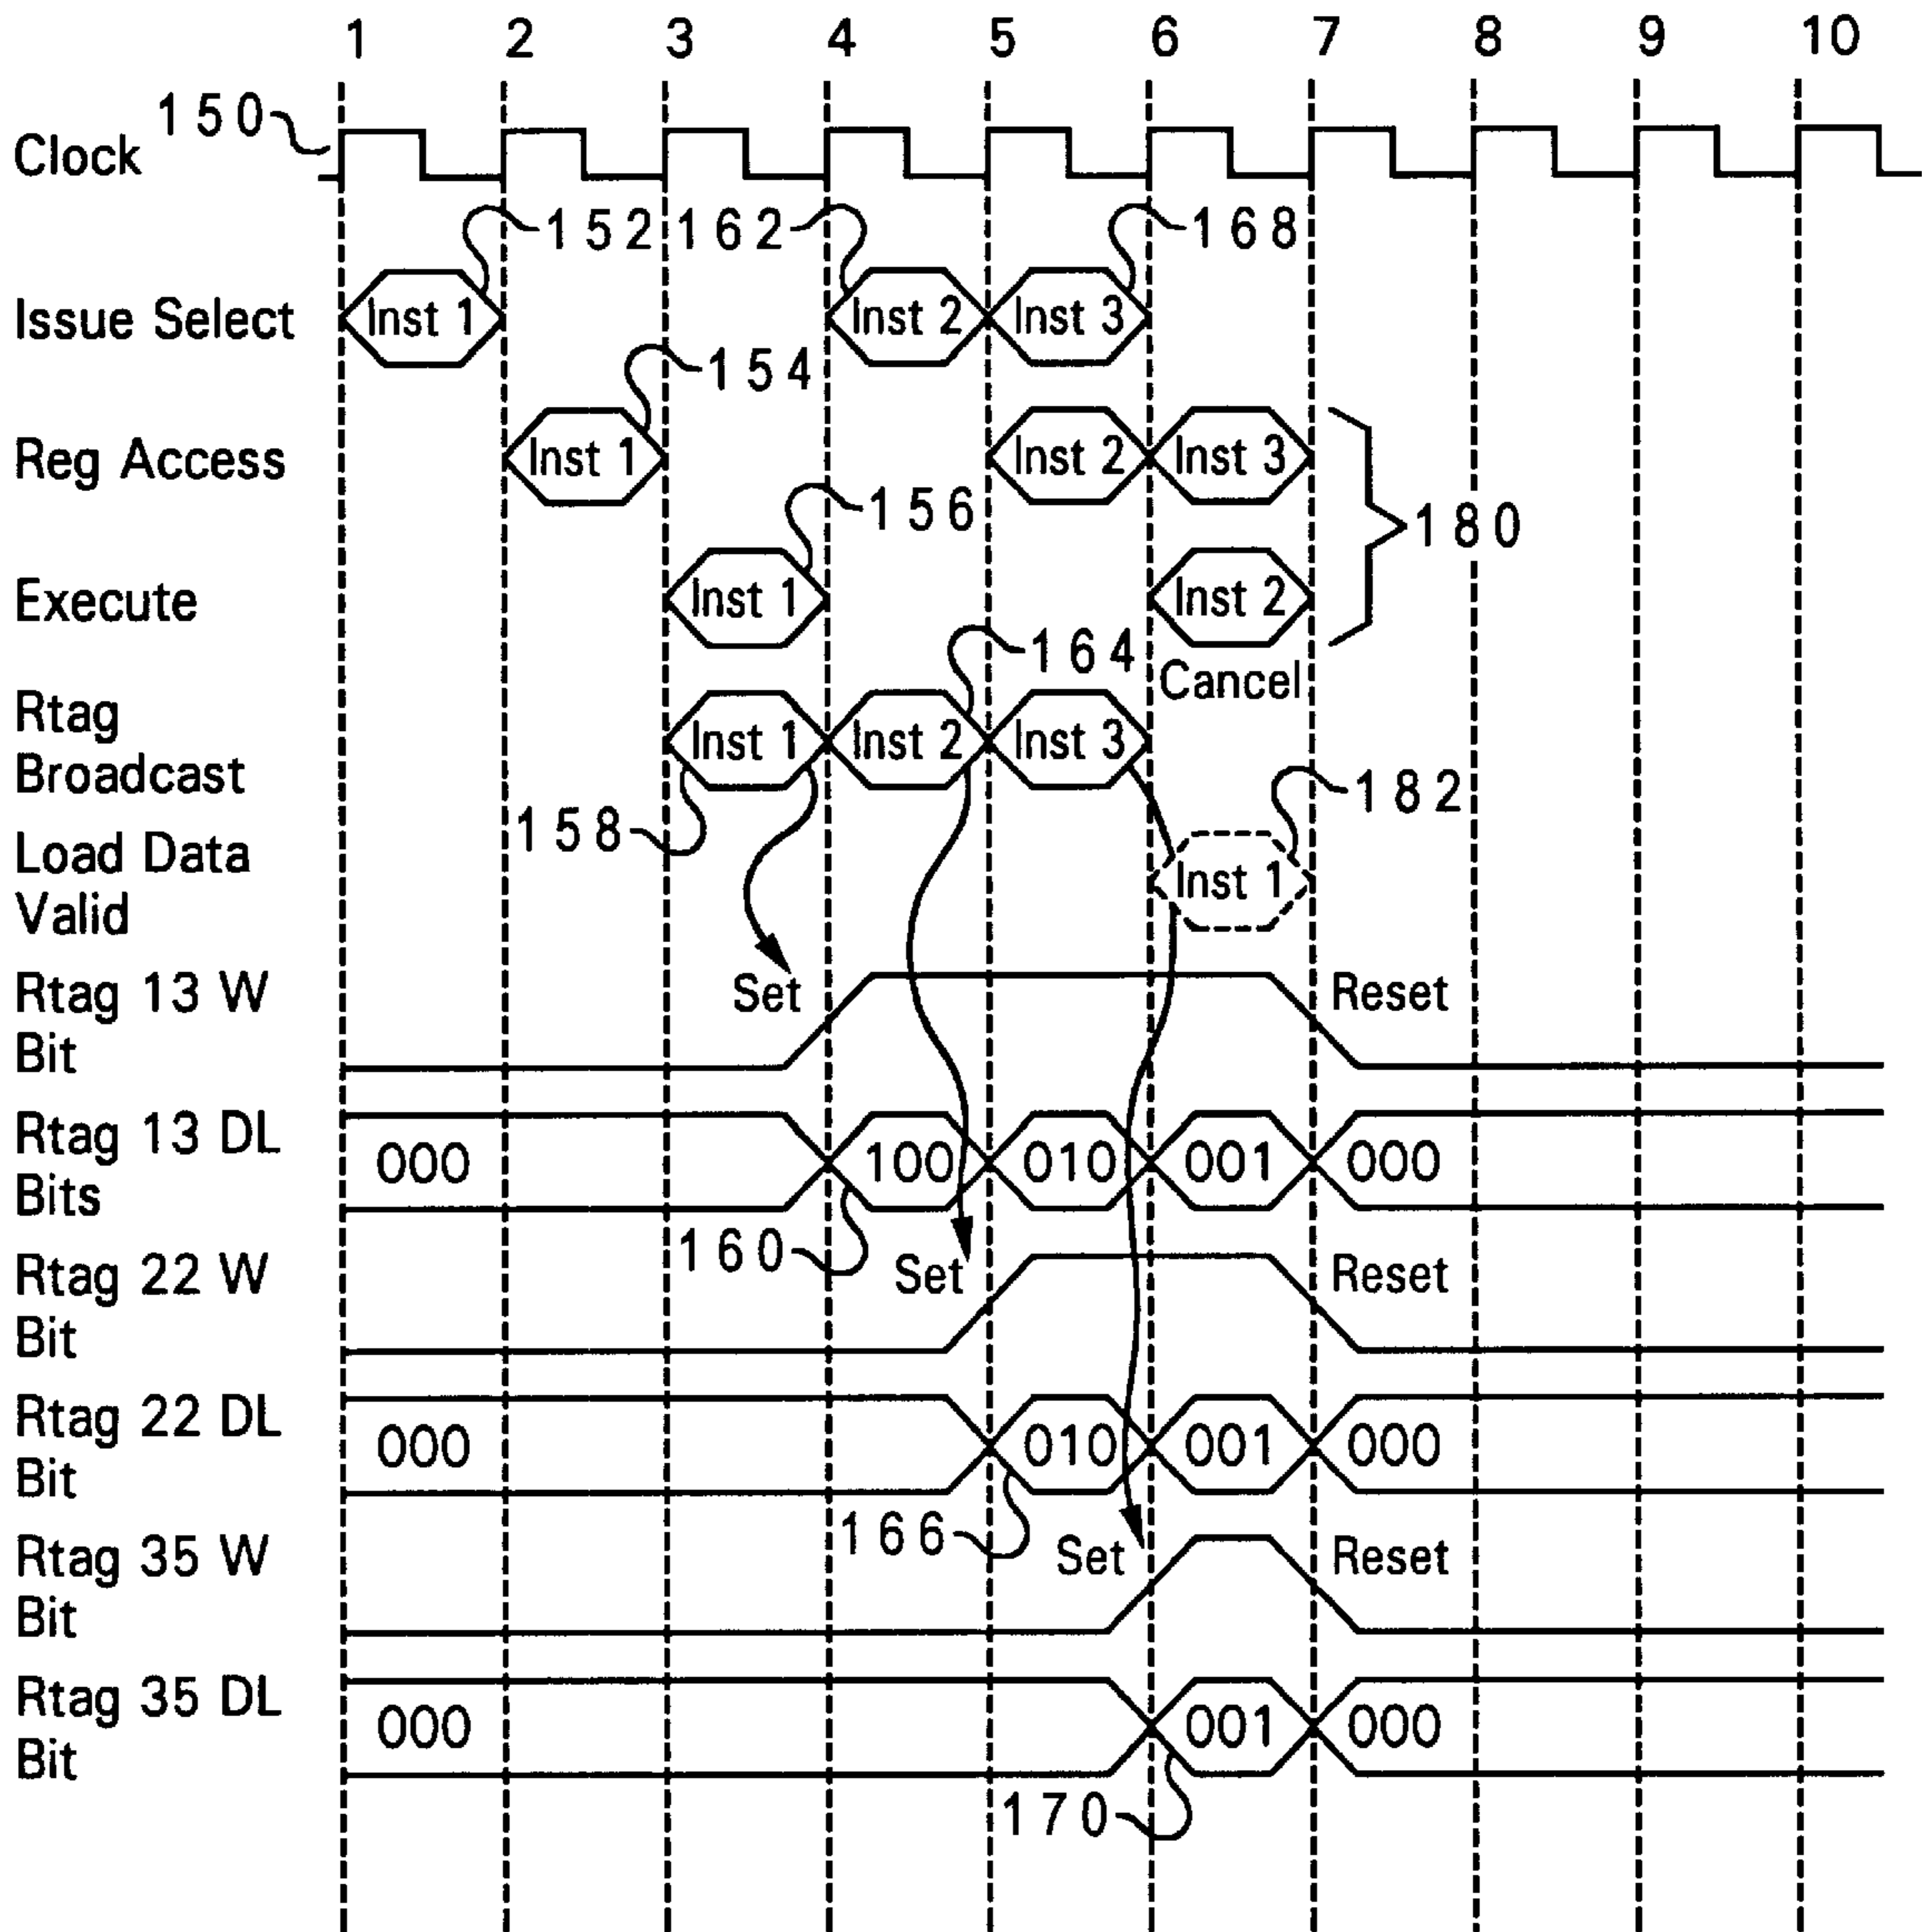 1 2 3 4 5 6 7 8 9 10
150
Clock
152 162 168
Issue Select Inst 1 Inst 2 Inst 3
154
Reg Access Inst 1 Inst 2 Inst 3
156 180
Execute Inst 1 Inst 2
164 Cancel
Rtag
Broadcast
Inst 1 Inst 2 Inst 3
158 182
Load Data
Valid
Inst 1
Rtag 13 W
Bit
Set Reset
Rtag 13 DL
Bits
000 100 010 001 000
160
Rtag 22 W
Bit
Set Reset
Rtag 22 DL
Bit
000 010 001 000
166
Rtag 35 W
Bit
Set Reset
Rtag 35 DL
Bit
000 001 000
170